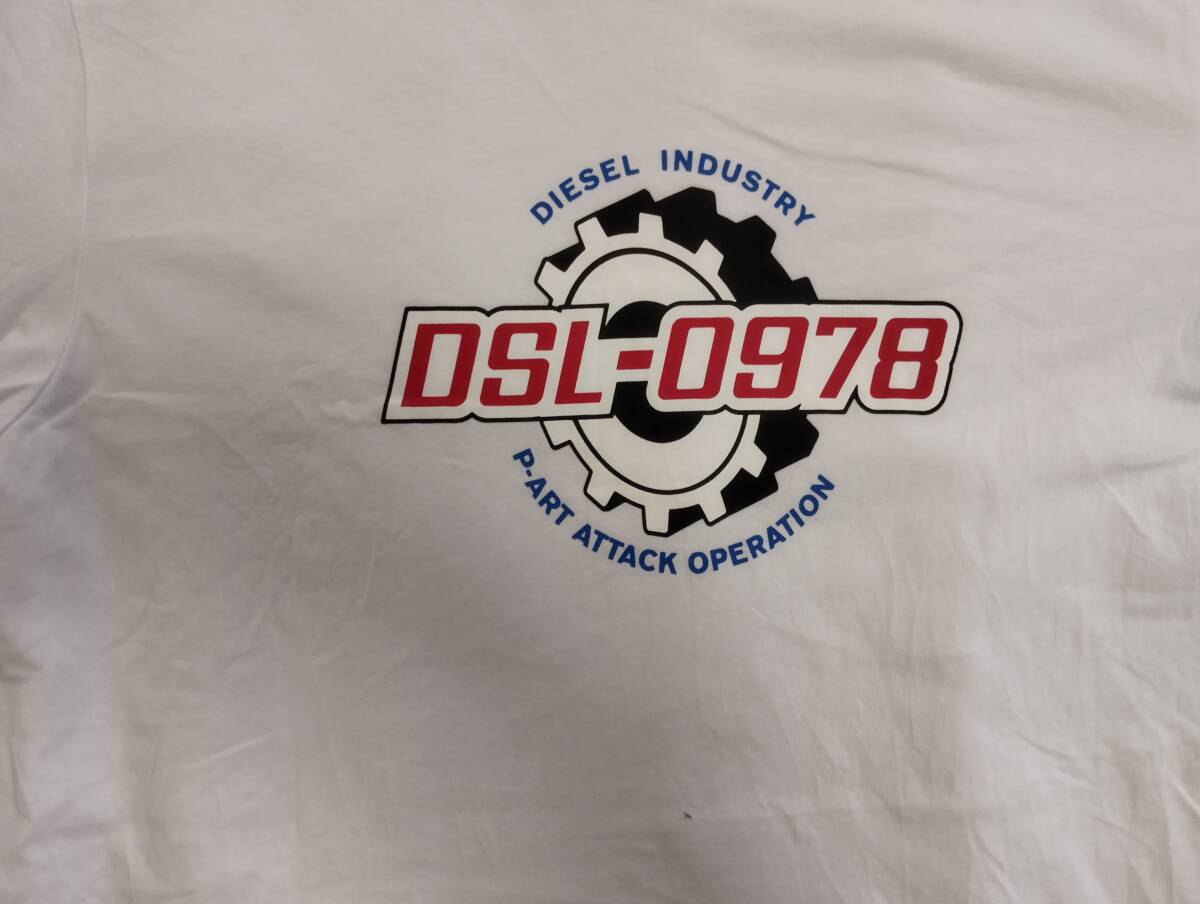 DIESEL INDUSTRY
DSL-0978
P-ART ATTACK OPERATION